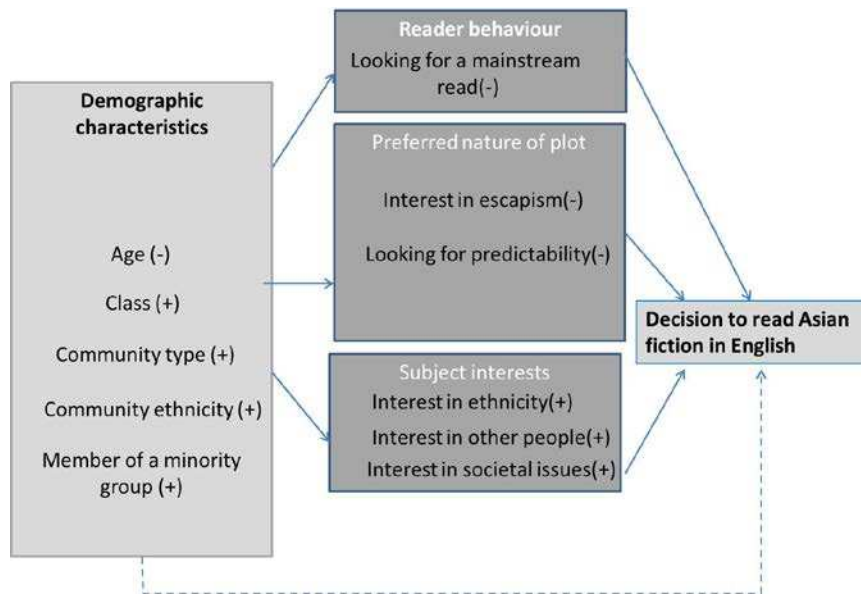 Demographic
characteristics
Age (-)
Class (+)
Community type (+)
Community ethnicity (+)
Member of a minority
group (+)
Reader behaviour
Looking for a mainstream
read(-)
Preferred nature of plot
Interest in escapism(-)
Looking for predictability(-)
Subject interests
Interest in ethnicity(+)
Interest in other people(+)
Interest in societal issues(+)
Decision to read Asian
fiction in English